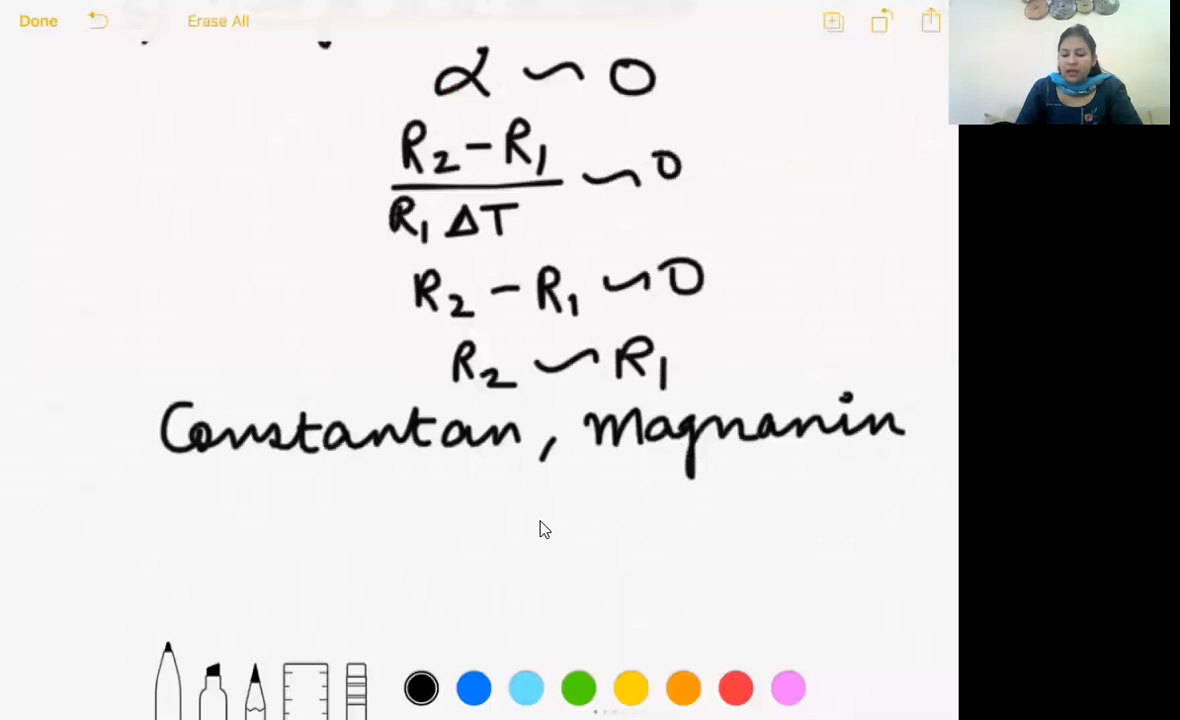 Done Erase All
α ∼ 0
R₂ - R₁ / R₁ ΔT ∼ 0
R₂ - R₁ ∼ 0
R₂ ∼ R₁
Constantan, Magnanin